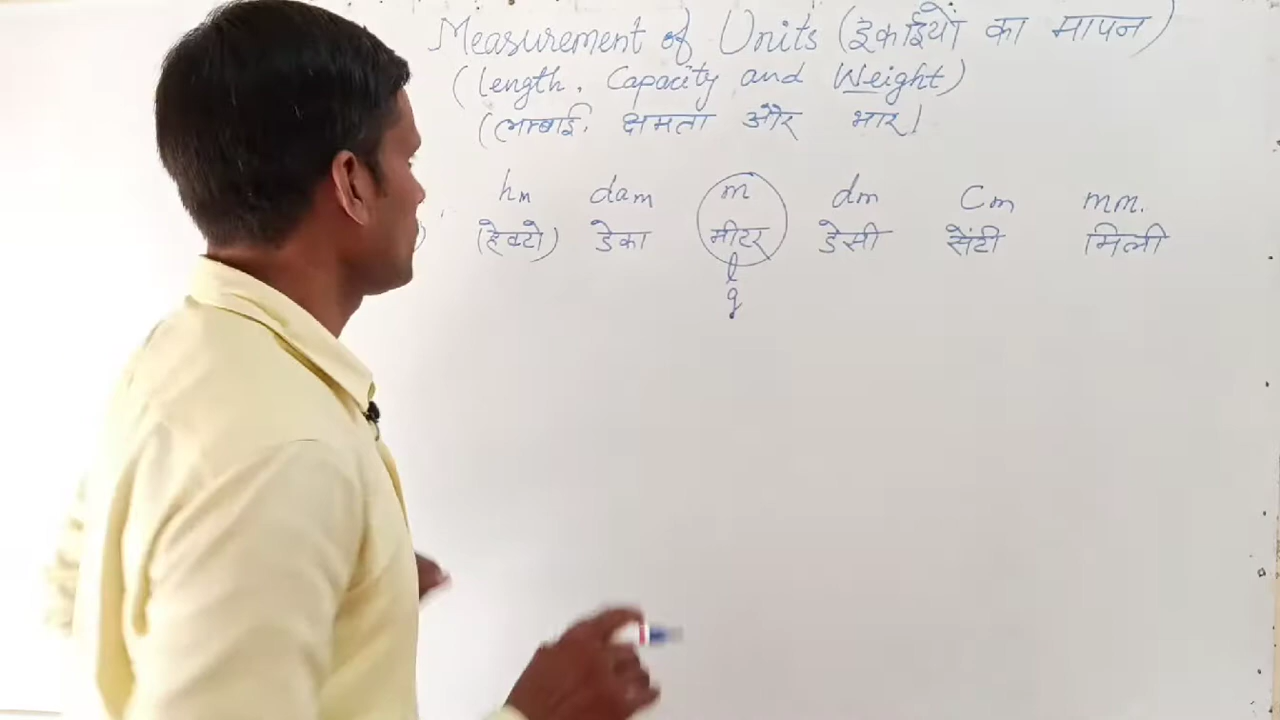 Measurement of Units (इकाईयों का मापन)
(length, Capacity and Weight)
(लम्बाई, क्षमता और भार)
hm dam m dm Cm mm.
) (हेक्टो) डेका मीटर डेसी सेंटी मिली
l
g